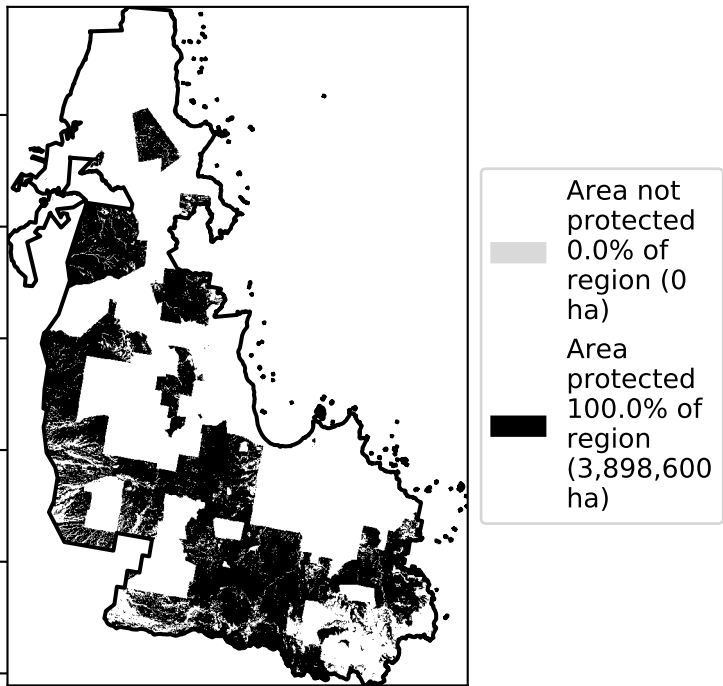 Area not
protected
0.0% of
region (0
ha)
Area
protected
100.0% of
region
(3,898,600
ha)